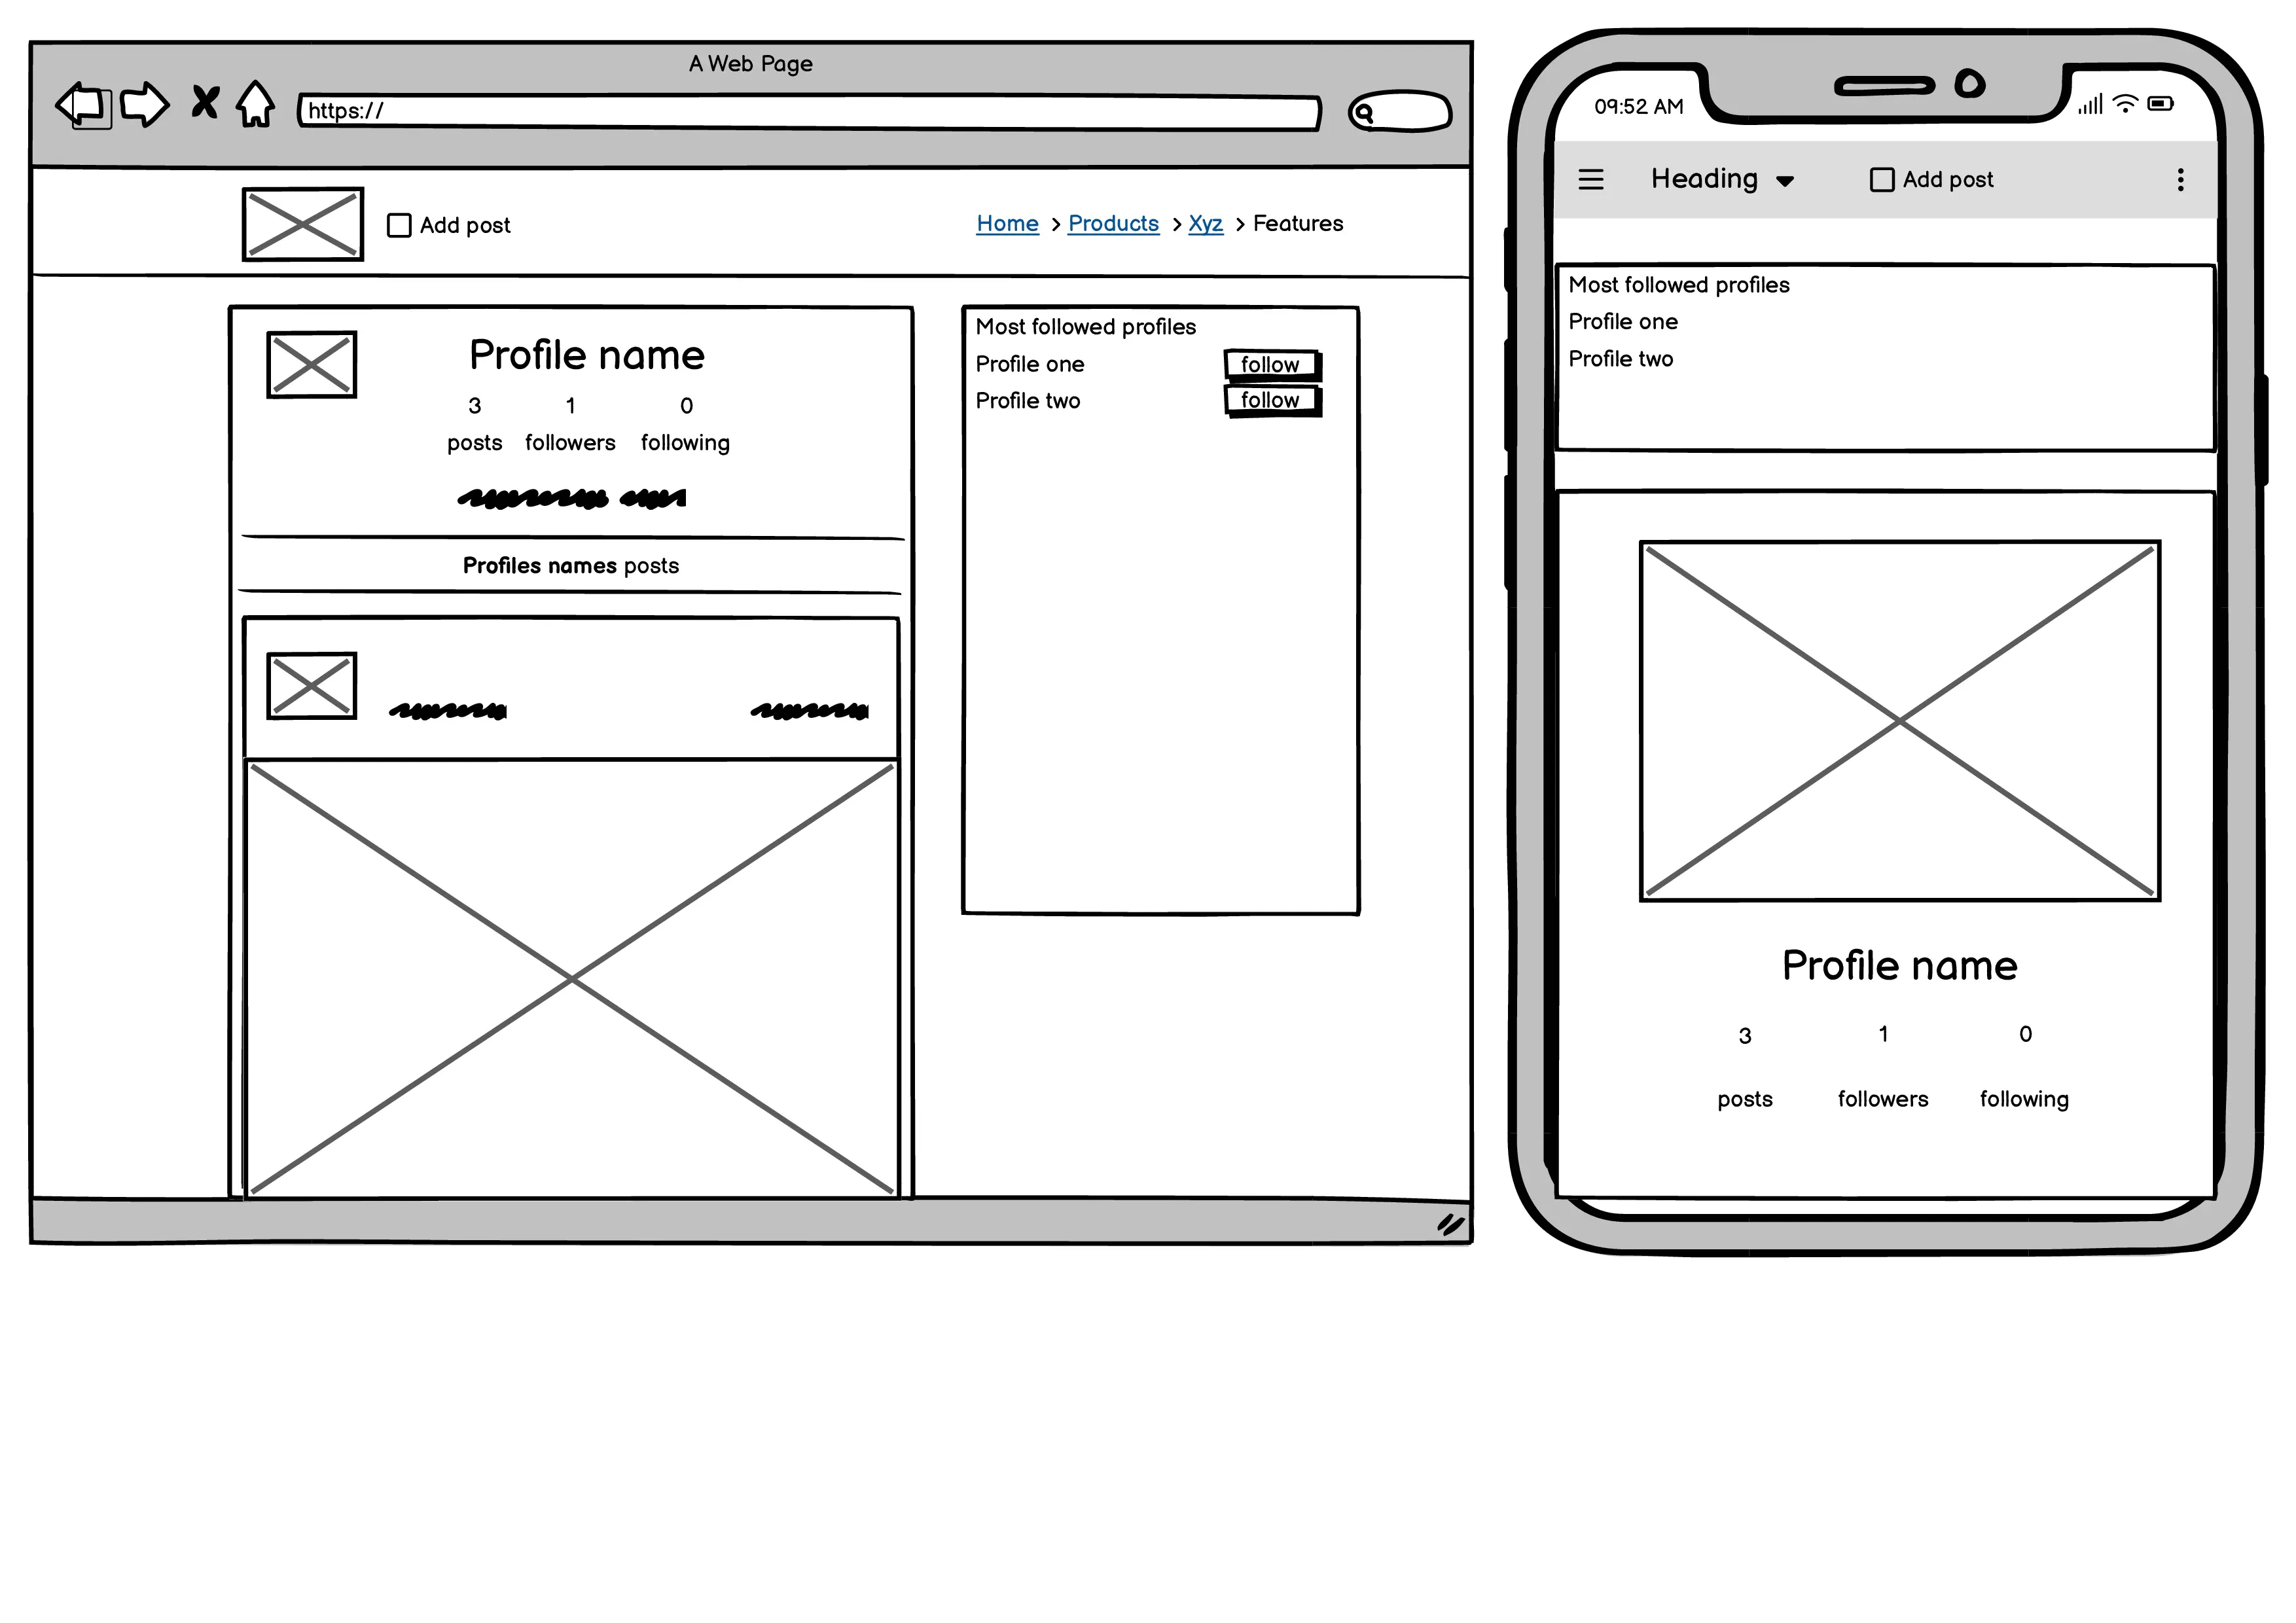 A Web Page
https://
Add post
Home > Products > Xyz > Features
Profile name
3 1 0
posts followers following
Profiles names posts
Most followed profiles
Profile one follow
Profile two follow
09:52 AM
Heading Add post
Most followed profiles
Profile one
Profile two
Profile name
3 1 0
posts followers following